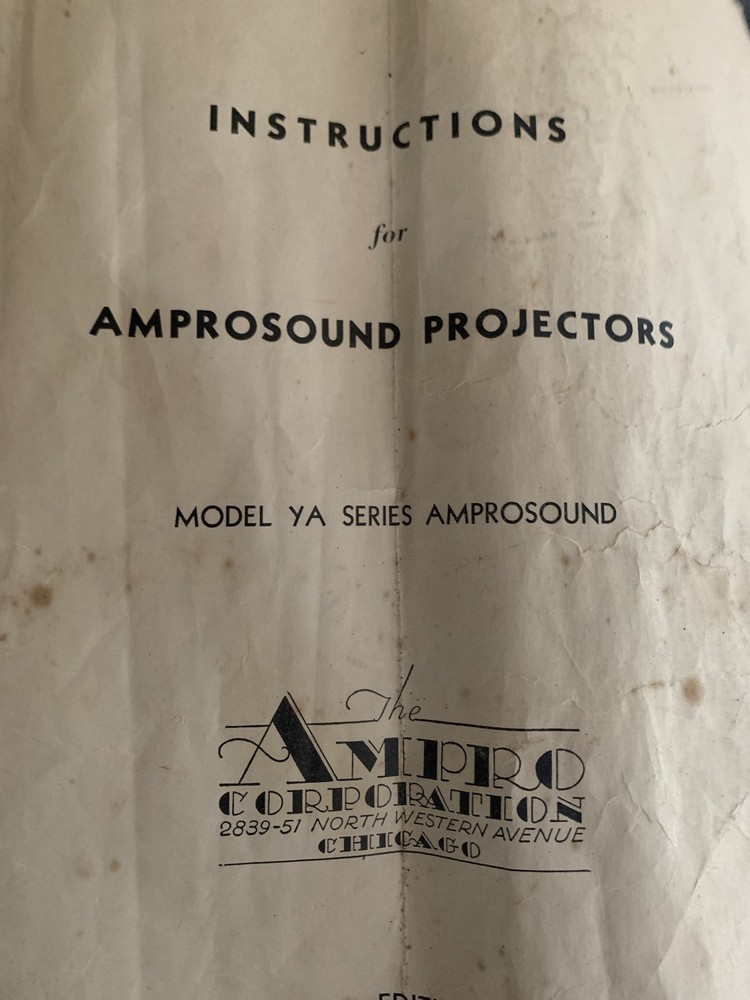 INSTRUCTIONS
for
AMPROSOUND PROJECTORS
MODEL YA SERIES AMPROSOUND
The
AMPRO
CORPORATION
2839-51 NORTH WESTERN AVENUE
CHICAGO